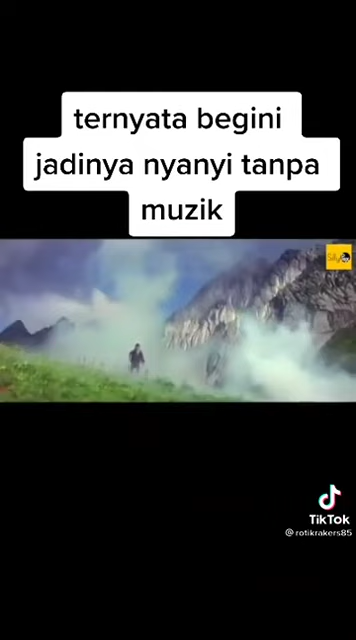 ternyata begini
jadinya nyanyi tanpa
muzik
TikTok
@rotikrakers85